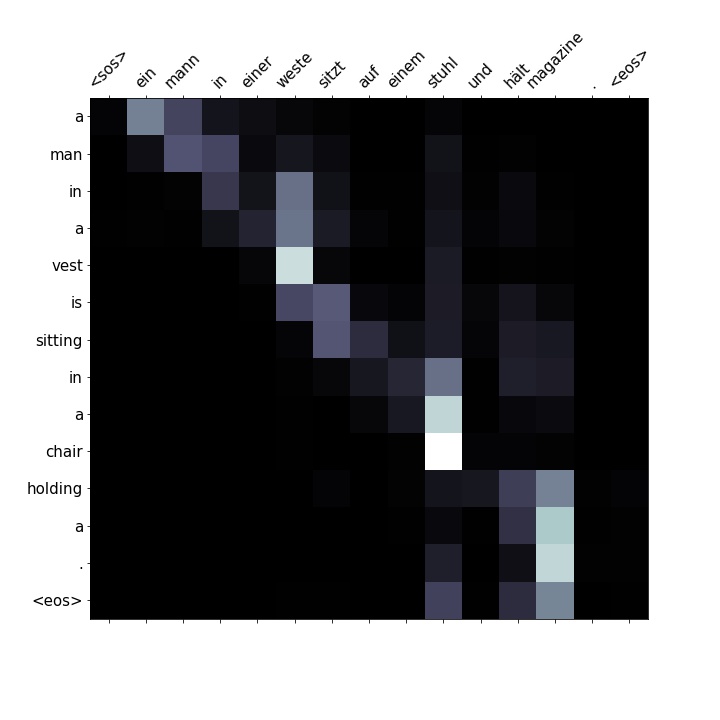 <sos> ein mann in einer weste sitzt auf einem stuhl und hält magazine . <eos>
a
man
in
a
vest
is
sitting
in
a
chair
holding
a
.
<eos>